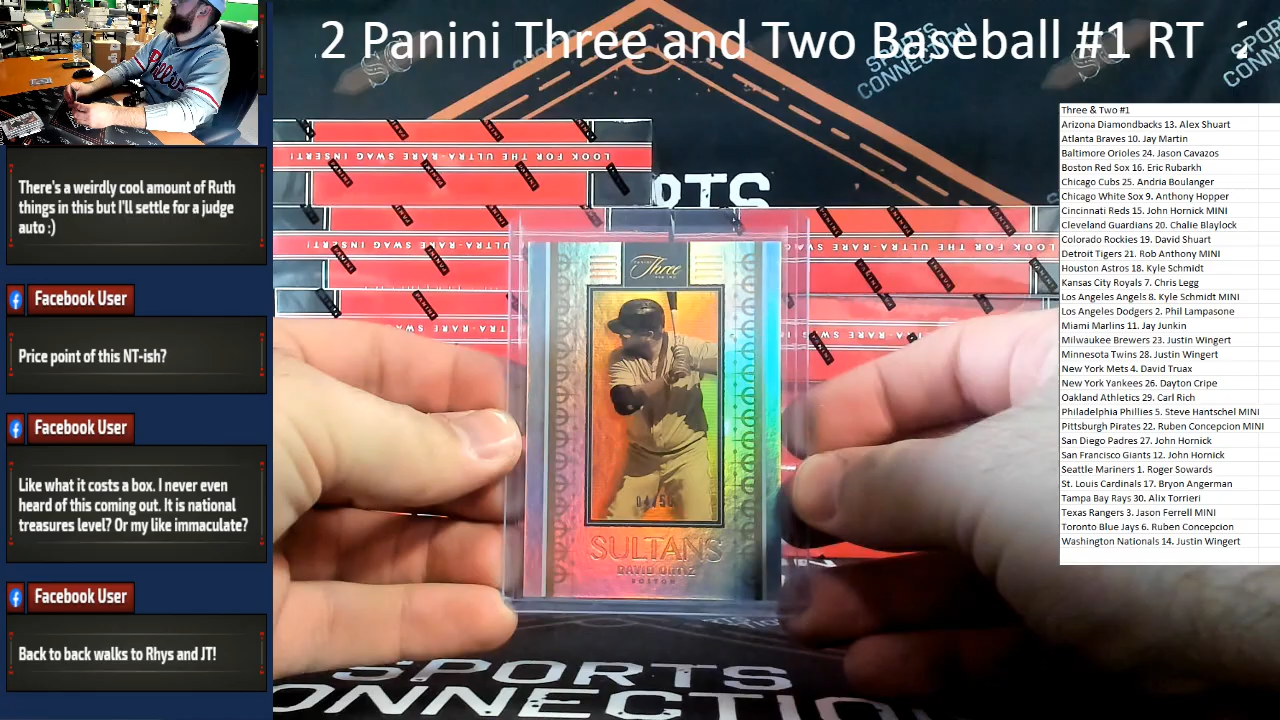 2 Panini Three and Two Baseball #1 RT
SPORTS
CONNECTION
Phillies
There's a weirdly cool amount of Ruth
things in this but I'll settle for a judge
auto :)
Facebook User
Price point of this NT-ish?
Facebook User
Like what it costs a box. I never even
heard of this coming out. It is national
treasures level? Or my like immaculate?
Facebook User
Back to back walks to Rhys and JT!
LOOK FOR THE ULTRA-RARE SWAG INSERT!
PANINI
Three
SULTANS
DAVID ORTIZ
BOSTON
SPORTS
CONNECTIO
Three & Two #1
Arizona Diamondbacks 13. Alex Shuart
Atlanta Braves 10. Jay Martin
Baltimore Orioles 24. Jason Cavazos
Boston Red Sox 16. Eric Rubarkh
Chicago Cubs 25. Andria Boulanger
Chicago White Sox 9. Anthony Hopper
Cincinnati Reds 15. John Hornick MINI
Cleveland Guardians 20. Chalie Blaylock
Colorado Rockies 19. David Shuart
Detroit Tigers 21. Rob Anthony MINI
Houston Astros 18. Kyle Schmidt
Kansas City Royals 7. Chris Legg
Los Angeles Angels 8. Kyle Schmidt MINI
Los Angeles Dodgers 2. Phil Lampasone
Miami Marlins 11. Jay Junkin
Milwaukee Brewers 23. Justin Wingert
Minnesota Twins 28. Justin Wingert
New York Mets 4. David Truax
New York Yankees 26. Dayton Cripe
Oakland Athletics 29. Carl Rich
Philadelphia Phillies 5. Steve Hantschel MINI
Pittsburgh Pirates 22. Ruben Concepcion MINI
San Diego Padres 27. John Hornick
San Francisco Giants 12. John Hornick
Seattle Mariners 1. Roger Sowards
St. Louis Cardinals 17. Bryon Angerman
Tampa Bay Rays 30. Alix Torrieri
Texas Rangers 3. Jason Ferrell MINI
Toronto Blue Jays 6. Ruben Concepcion
Washington Nationals 14. Justin Wingert